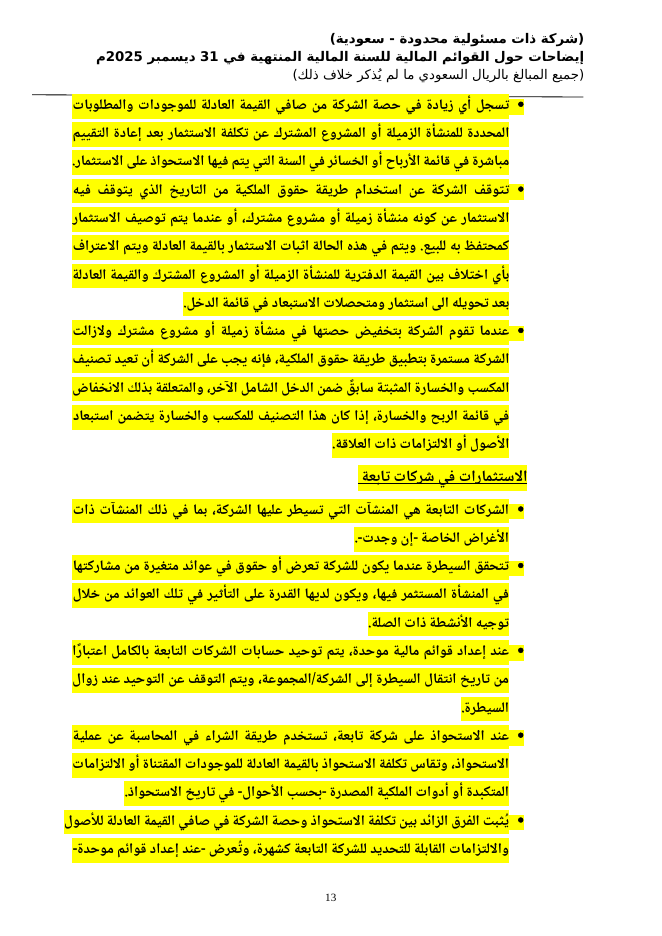 (شركة ذات مسئولية محدودة - سعودية)
إيضاحات حول القوائم المالية للسنة المالية المنتهية في 31 ديسمبر 2025م
(جميع المبالغ بالريال السعودي ما لم يُذكر خلاف ذلك)
• تسجل أي زيادة في حصة الشركة من صافي القيمة العادلة للموجودات والمطلوبات
المحددة للمنشأة الزميلة أو المشروع المشترك عن تكلفة الاستثمار بعد إعادة التقييم
مباشرة في قائمة الأرباح أو الخسائر في السنة التي يتم فيها الاستحواذ على الاستثمار.
• تتوقف الشركة عن استخدام طريقة حقوق الملكية من التاريخ الذي يتوقف فيه
الاستثمار عن كونه منشأة زميلة أو مشروع مشترك، أو عندما يتم توصيف الاستثمار
كمحتفظ به للبيع. ويتم في هذه الحالة اثبات الاستثمار بالقيمة العادلة ويتم الاعتراف
بأي اختلاف بين القيمة الدفترية للمنشأة الزميلة أو المشروع المشترك والقيمة العادلة
بعد تحويله الى استثمار ومتحصلات الاستبعاد في قائمة الدخل.
• عندما تقوم الشركة بتخفيض حصتها في منشأة زميلة أو مشروع مشترك ولازالت
الشركة مستمرة بتطبيق طريقة حقوق الملكية، فإنه يجب على الشركة أن تعيد تصنيف
المكسب والخسارة المثبتة سابقً ضمن الدخل الشامل الآخر، والمتعلقة بذلك الانخفاض
في قائمة الربح والخسارة، إذا كان هذا التصنيف للمكسب والخسارة يتضمن استبعاد
الأصول أو الالتزامات ذات العلاقة.
الاستثمارات في شركات تابعة
• الشركات التابعة هي المنشآت التي تسيطر عليها الشركة، بما في ذلك المنشآت ذات
الأغراض الخاصة -إن وجدت-.
• تتحقق السيطرة عندما يكون للشركة تعرض أو حقوق في عوائد متغيرة من مشاركتها
في المنشأة المستثمر فيها، ويكون لديها القدرة على التأثير في تلك العوائد من خلال
توجيه الأنشطة ذات الصلة.
• عند إعداد قوائم مالية موحدة، يتم توحيد حسابات الشركات التابعة بالكامل اعتبارًا
من تاريخ انتقال السيطرة إلى الشركة/المجموعة، ويتم التوقف عن التوحيد عند زوال
السيطرة.
• عند الاستحواذ على شركة تابعة، تستخدم طريقة الشراء في المحاسبة عن عملية
الاستحواذ، وتقاس تكلفة الاستحواذ بالقيمة العادلة للموجودات المقتناة أو الالتزامات
المتكبدة أو أدوات الملكية المصدرة -بحسب الأحوال- في تاريخ الاستحواذ.
• يُثبت الفرق الزائد بين تكلفة الاستحواذ وحصة الشركة في صافي القيمة العادلة للأصول
والالتزامات القابلة للتحديد للشركة التابعة كشهرة، وتُعرض -عند إعداد قوائم موحدة-
13